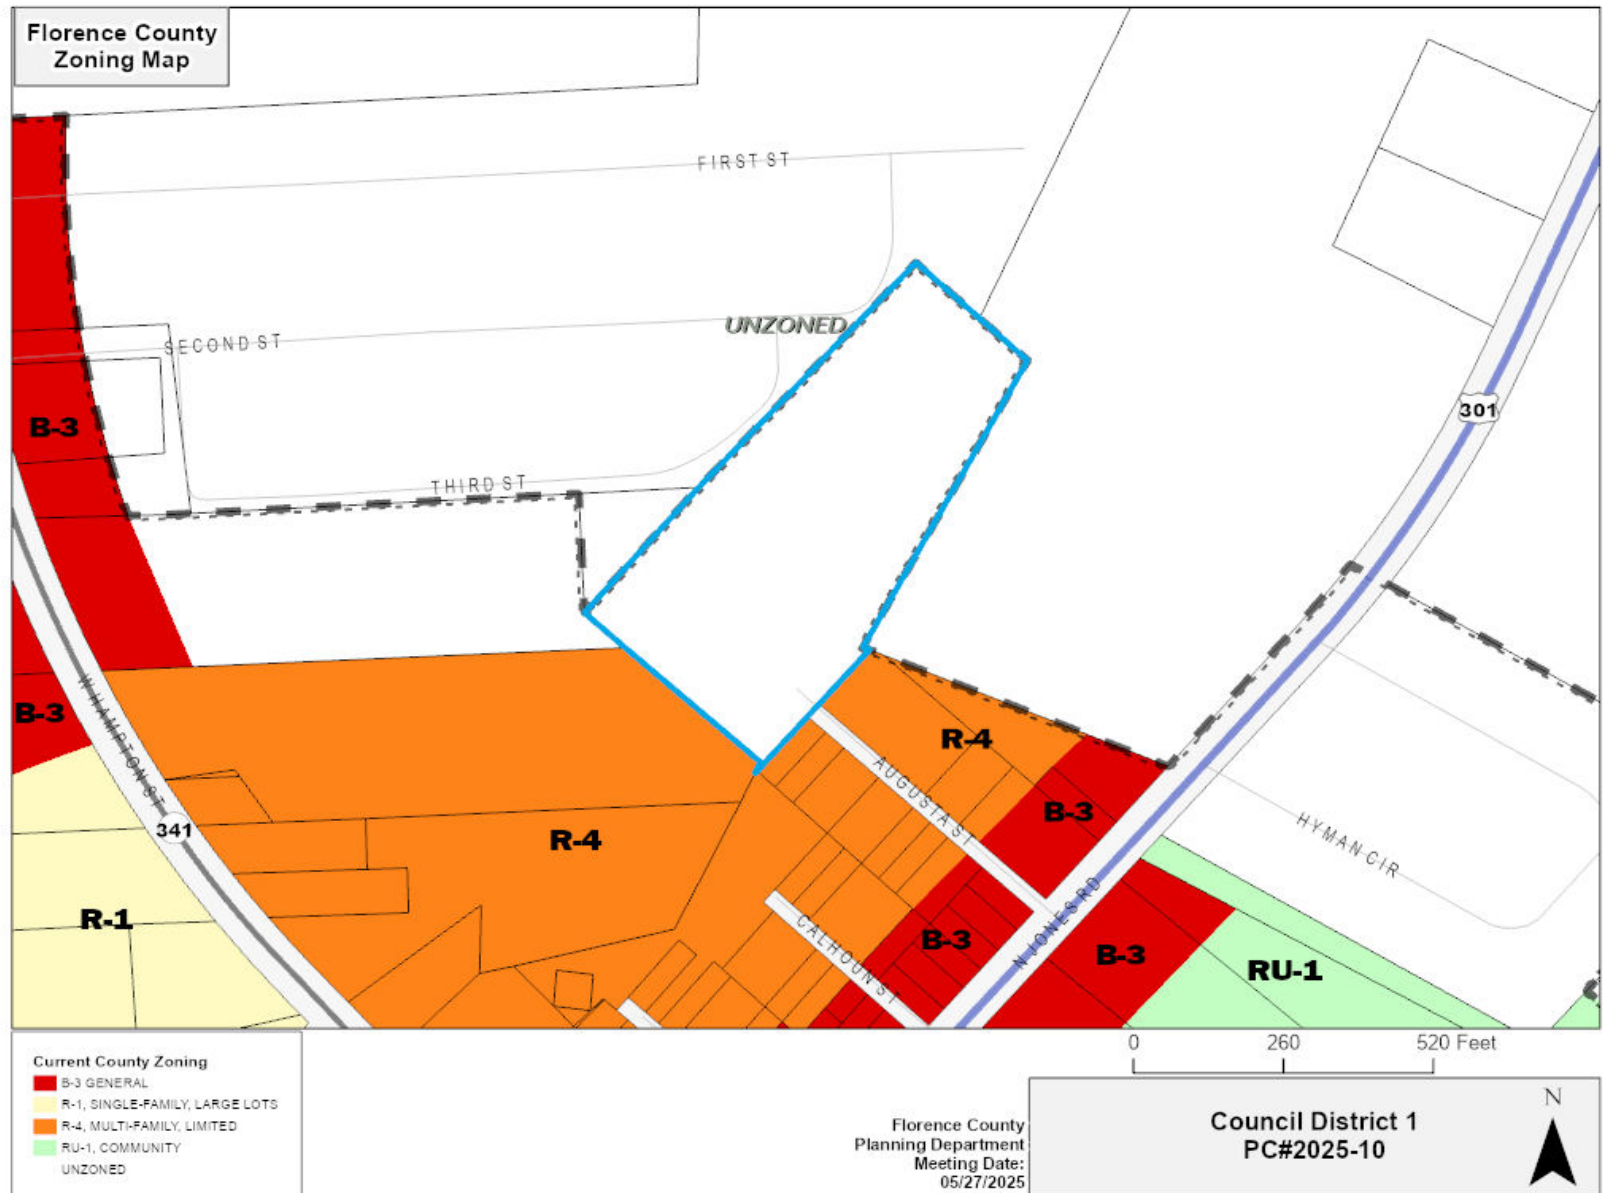 Florence County
Zoning Map
FIRST ST
UNZONED
SECOND ST
301
B-3
THIRD ST
W HAMPTON ST
B-3
R-4
AUGUSTA ST
B-3
341
R-4
HYMAN CIR
R-1
CALHOUN ST
B-3
N JONES RD
B-3
RU-1
0 260 520 Feet
Current County Zoning
B-3 GENERAL
R-1, SINGLE-FAMILY, LARGE LOTS
R-4, MULTI-FAMILY, LIMITED
RU-1, COMMUNITY
UNZONED
Florence County
Planning Department
Meeting Date:
05/27/2025
Council District 1
PC#2025-10
N